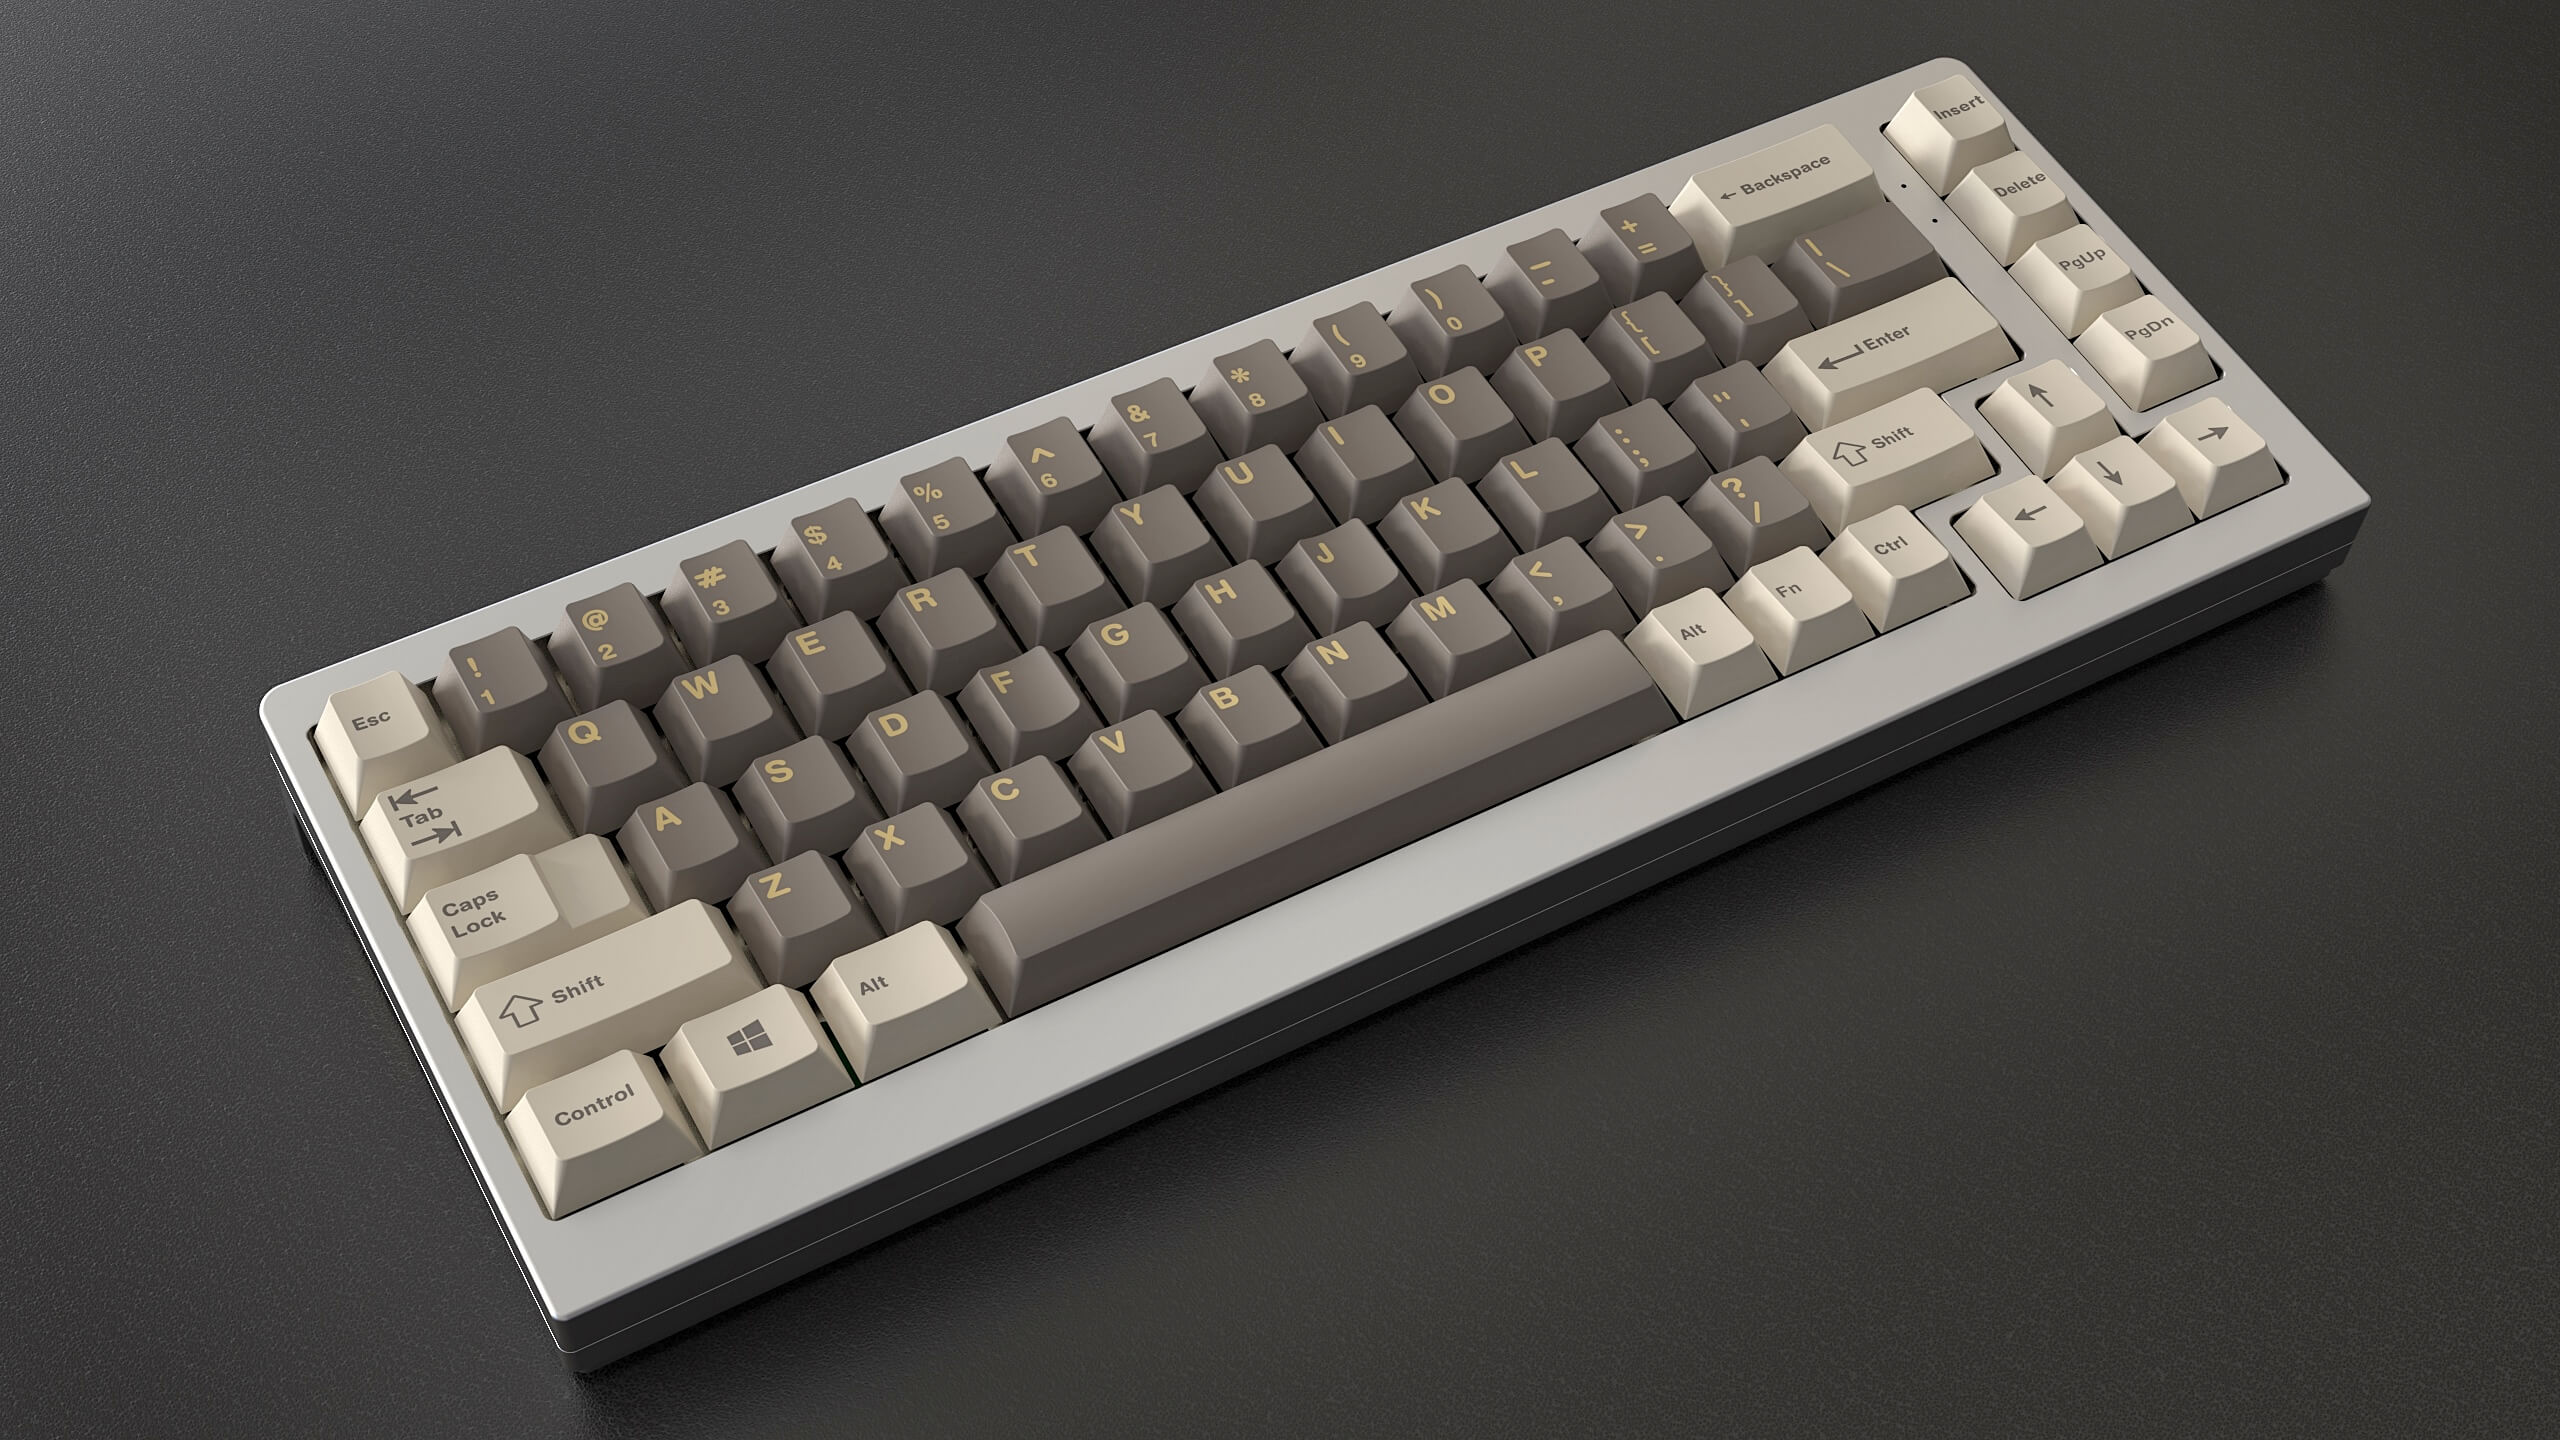 Esc
! 1
@ 2
# 3
$ 4
% 5
^ 6
& 7
* 8
( 9
) 0
_ -
+ =
← Backspace
Insert
Tab
Q
W
E
R
T
Y
U
I
O
P
{ [
} ]
| \
Delete
Caps
Lock
A
S
D
F
G
H
J
K
L
: ;
" '
Enter
PgUp
Shift
Z
X
C
V
B
N
M
< ,
> .
? /
Shift
↑
PgDn
Control
Alt
Alt
Fn
Ctrl
←
↓
→